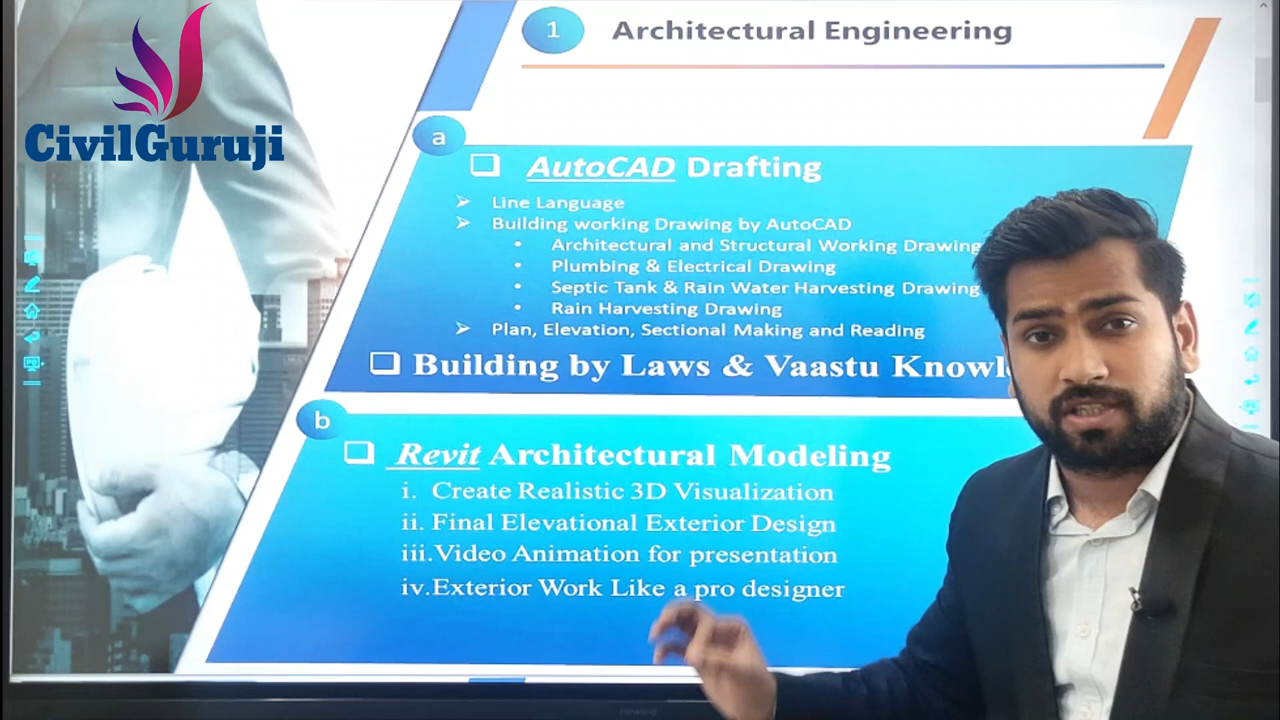 CivilGuruji
1
Architectural Engineering
a
AutoCAD Drafting
Line Language
Building working Drawing by AutoCAD
Architectural and Structural Working Drawing
Plumbing & Electrical Drawing
Septic Tank & Rain Water Harvesting Drawing
Rain Harvesting Drawing
Plan, Elevation, Sectional Making and Reading
Building by Laws & Vaastu Knowl
b
Revit Architectural Modeling
i. Create Realistic 3D Visualization
ii. Final Elevational Exterior Design
iii.Video Animation for presentation
iv.Exterior Work Like a pro designer